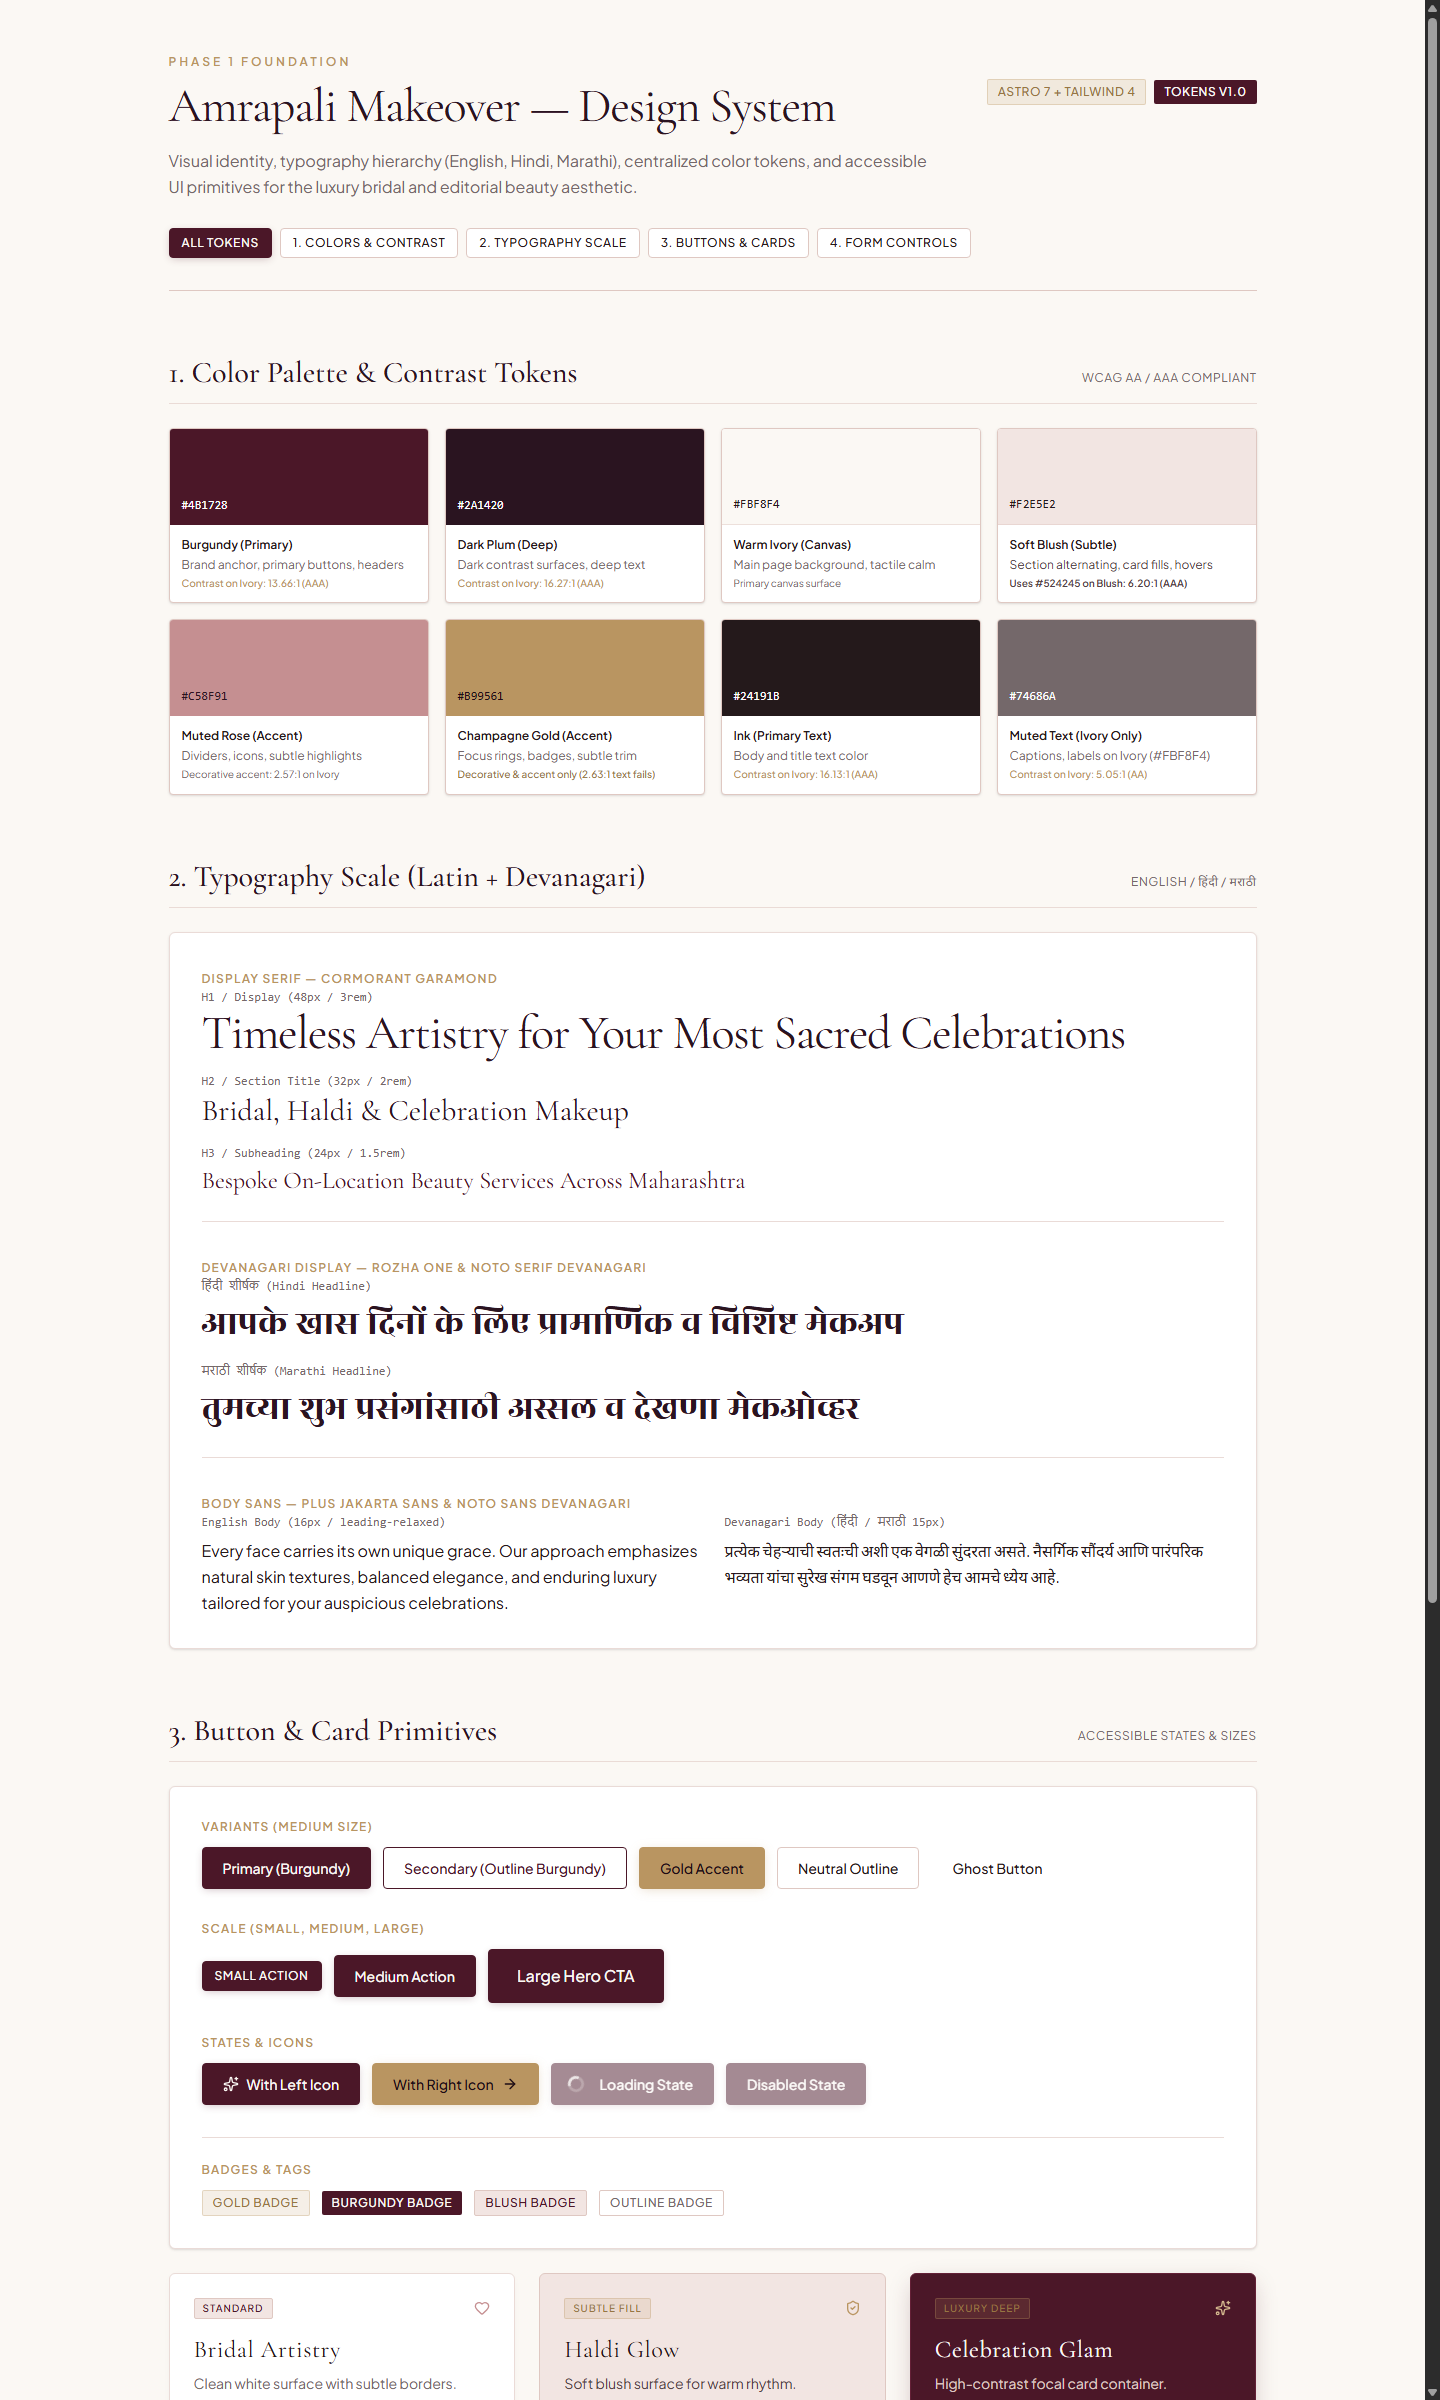 PHASE 1 FOUNDATION
Amrapali Makeover — Design System
ASTRO 7 + TAILWIND 4
TOKENS V1.0
Visual identity, typography hierarchy (English, Hindi, Marathi), centralized color tokens, and accessible
UI primitives for the luxury bridal and editorial beauty aesthetic.
ALL TOKENS
1. COLORS & CONTRAST
2. TYPOGRAPHY SCALE
3. BUTTONS & CARDS
4. FORM CONTROLS
1. Color Palette & Contrast Tokens
WCAG AA / AAA COMPLIANT
#4B1728
Burgundy (Primary)
Brand anchor, primary buttons, headers
Contrast on Ivory: 13.66:1 (AAA)
#2A1420
Dark Plum (Deep)
Dark contrast surfaces, deep text
Contrast on Ivory: 16.27:1 (AAA)
#FBF8F4
Warm Ivory (Canvas)
Main page background, tactile calm
Primary canvas surface
#F2E5E2
Soft Blush (Subtle)
Section alternating, card fills, hovers
Uses #524245 on Blush: 6.20:1 (AAA)
#C58F91
Muted Rose (Accent)
Dividers, icons, subtle highlights
Decorative accent: 2.57:1 on Ivory
#B99561
Champagne Gold (Accent)
Focus rings, badges, subtle trim
Decorative & accent only (2.63:1 text fails)
#24191B
Ink (Primary Text)
Body and title text color
Contrast on Ivory: 16.13:1 (AAA)
#74686A
Muted Text (Ivory Only)
Captions, labels on Ivory (#FBF8F4)
Contrast on Ivory: 5.05:1 (AA)
2. Typography Scale (Latin + Devanagari)
ENGLISH / हिंदी / मराठी
DISPLAY SERIF — CORMORANT GARAMOND
H1 / Display (48px / 3rem)
Timeless Artistry for Your Most Sacred Celebrations
H2 / Section Title (32px / 2rem)
Bridal, Haldi & Celebration Makeup
H3 / Subheading (24px / 1.5rem)
Bespoke On-Location Beauty Services Across Maharashtra
DEVANAGARI DISPLAY — ROZHA ONE & NOTO SERIF DEVANAGARI
हिंदी शीर्षक (Hindi Headline)
आपके खास दिनों के लिए प्रामाणिक व विशिष्ट मेकअप
मराठी शीर्षक (Marathi Headline)
तुमच्या शुभ प्रसंगांसाठी अस्सल व देखणा मेकओव्हर
BODY SANS — PLUS JAKARTA SANS & NOTO SANS DEVANAGARI
English Body (16px / leading-relaxed)
Every face carries its own unique grace. Our approach emphasizes
natural skin textures, balanced elegance, and enduring luxury
tailored for your auspicious celebrations.
Devanagari Body (हिंदी / मराठी 15px)
प्रत्येक चेहऱ्याची स्वतःची अशी एक वेगळी सुंदरता असते. नैसर्गिक सौंदर्य आणि पारंपरिक
भव्यता यांचा सुरेख संगम घडवून आणणे हेच आमचे ध्येय आहे.
3. Button & Card Primitives
ACCESSIBLE STATES & SIZES
VARIANTS (MEDIUM SIZE)
Primary (Burgundy)
Secondary (Outline Burgundy)
Gold Accent
Neutral Outline
Ghost Button
SCALE (SMALL, MEDIUM, LARGE)
SMALL ACTION
Medium Action
Large Hero CTA
STATES & ICONS
With Left Icon
With Right Icon
Loading State
Disabled State
BADGES & TAGS
GOLD BADGE
BURGUNDY BADGE
BLUSH BADGE
OUTLINE BADGE
STANDARD
Bridal Artistry
Clean white surface with subtle borders.
SUBTLE FILL
Haldi Glow
Soft blush surface for warm rhythm.
LUXURY DEEP
Celebration Glam
High-contrast focal card container.